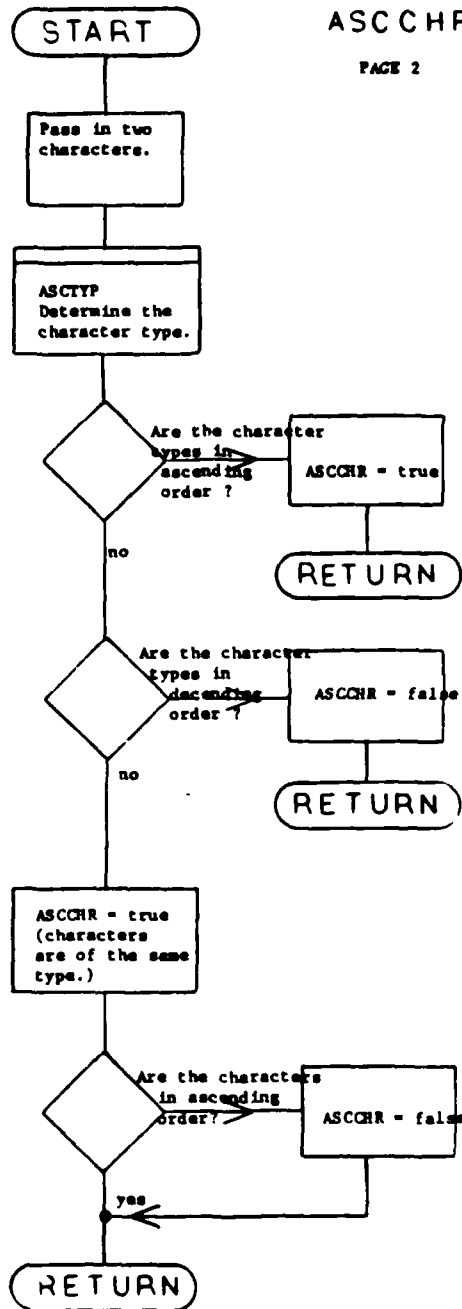 START
ASCCHR
PAGE 2
Pass in two
characters.
ASCTYP
Determine the
character type.
Are the character
types in
ascending
order ?
ASCCHR = true
no
RETURN
Are the character
types in
decending
order ?
ASCCHR = false
no
RETURN
ASCCHR = true
(characters
are of the same
type.)
Are the characters
in ascending
order?
ASCCHR = false
yes
RETURN